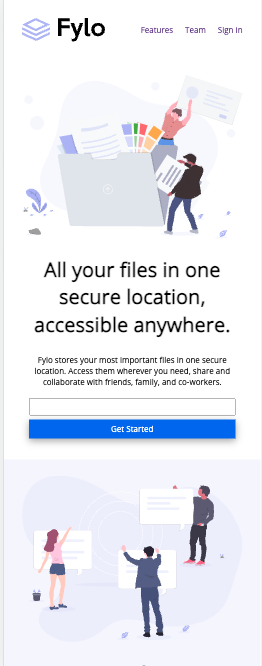 Fylo
Features Team Sign In
All your files in one
secure location,
accessible anywhere.
Fylo stores your most important files in one secure
location. Access them wherever you need, share and
collaborate with friends, family, and co-workers.
Get Started